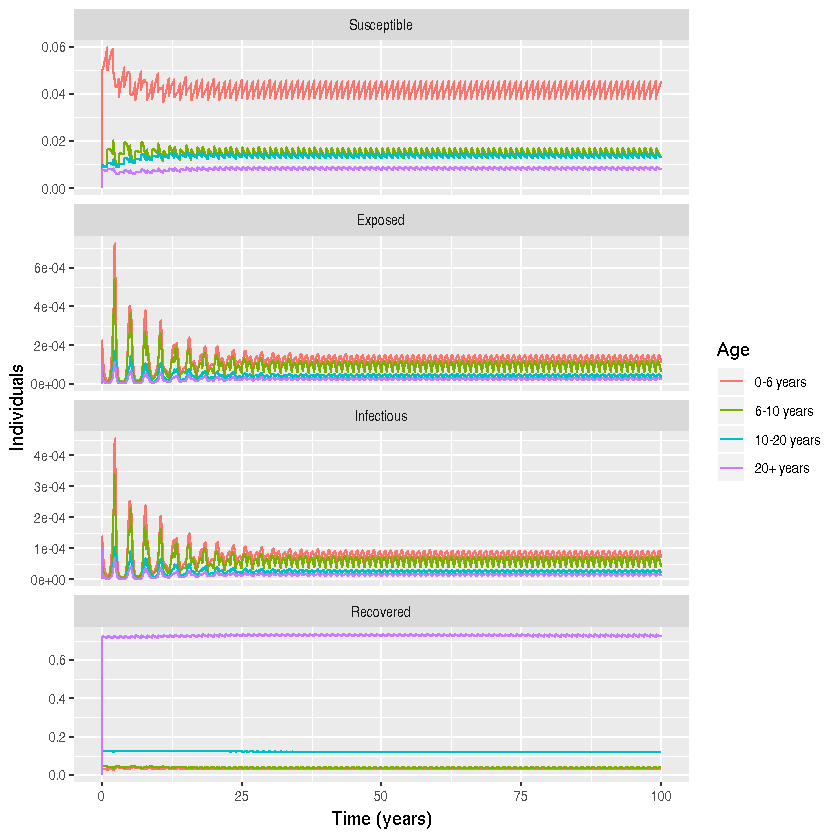 Susceptible
0.06
0.04
0.02
0.00
Exposed
6e-04
4e-04
2e-04
0e+00
Infectious
4e-04
3e-04
2e-04
1e-04
0e+00
Recovered
0.6
0.4
0.2
0.0
0 25 50 75 100
Time (years)
Individuals
Age
0-6 years
6-10 years
10-20 years
20+ years